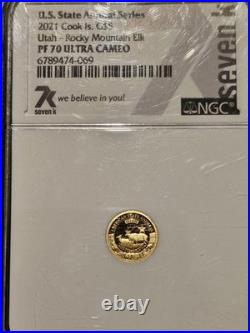 U.S. State Animal Series
2021 Cook Is. G$5
Utah - Rocky Mountain Elk
PF 70 ULTRA CAMEO
6789474-069
7k
seven k
we believe in you!
NGC
.seven k